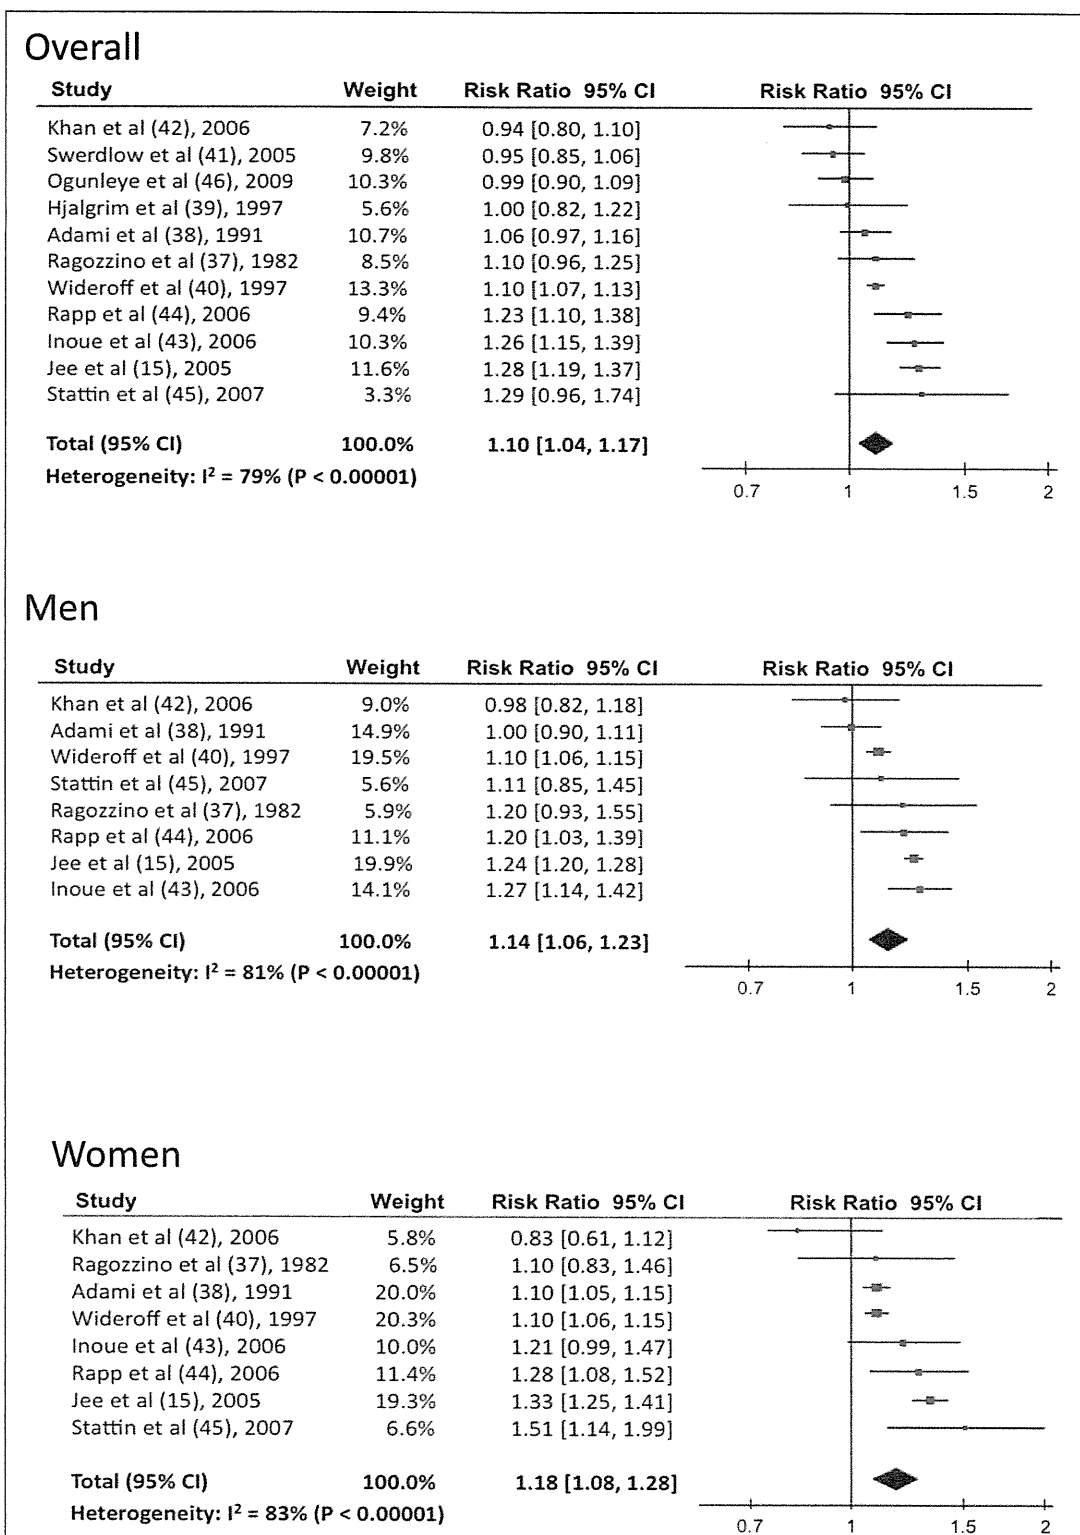 Overall
Study Weight Risk Ratio 95% CI Risk Ratio 95% CI
Khan et al (42), 2006 7.2% 0.94 [0.80, 1.10]
Swerdlow et al (41), 2005 9.8% 0.95 [0.85, 1.06]
Ogunleye et al (46), 2009 10.3% 0.99 [0.90, 1.09]
Hjalgrim et al (39), 1997 5.6% 1.00 [0.82, 1.22]
Adami et al (38), 1991 10.7% 1.06 [0.97, 1.16]
Ragozzino et al (37), 1982 8.5% 1.10 [0.96, 1.25]
Wideroff et al (40), 1997 13.3% 1.10 [1.07, 1.13]
Rapp et al (44), 2006 9.4% 1.23 [1.10, 1.38]
Inoue et al (43), 2006 10.3% 1.26 [1.15, 1.39]
Jee et al (15), 2005 11.6% 1.28 [1.19, 1.37]
Stattin et al (45), 2007 3.3% 1.29 [0.96, 1.74]
Total (95% CI) 100.0% 1.10 [1.04, 1.17]
Heterogeneity: I² = 79% (P < 0.00001)
0.7 1 1.5 2
Men
Study Weight Risk Ratio 95% CI Risk Ratio 95% CI
Khan et al (42), 2006 9.0% 0.98 [0.82, 1.18]
Adami et al (38), 1991 14.9% 1.00 [0.90, 1.11]
Wideroff et al (40), 1997 19.5% 1.10 [1.06, 1.15]
Stattin et al (45), 2007 5.6% 1.11 [0.85, 1.45]
Ragozzino et al (37), 1982 5.9% 1.20 [0.93, 1.55]
Rapp et al (44), 2006 11.1% 1.20 [1.03, 1.39]
Jee et al (15), 2005 19.9% 1.24 [1.20, 1.28]
Inoue et al (43), 2006 14.1% 1.27 [1.14, 1.42]
Total (95% CI) 100.0% 1.14 [1.06, 1.23]
Heterogeneity: I² = 81% (P < 0.00001)
0.7 1 1.5 2
Women
Study Weight Risk Ratio 95% CI Risk Ratio 95% CI
Khan et al (42), 2006 5.8% 0.83 [0.61, 1.12]
Ragozzino et al (37), 1982 6.5% 1.10 [0.83, 1.46]
Adami et al (38), 1991 20.0% 1.10 [1.05, 1.15]
Wideroff et al (40), 1997 20.3% 1.10 [1.06, 1.15]
Inoue et al (43), 2006 10.0% 1.21 [0.99, 1.47]
Rapp et al (44), 2006 11.4% 1.28 [1.08, 1.52]
Jee et al (15), 2005 19.3% 1.33 [1.25, 1.41]
Stattin et al (45), 2007 6.6% 1.51 [1.14, 1.99]
Total (95% CI) 100.0% 1.18 [1.08, 1.28]
Heterogeneity: I² = 83% (P < 0.00001)
0.7 1 1.5 2